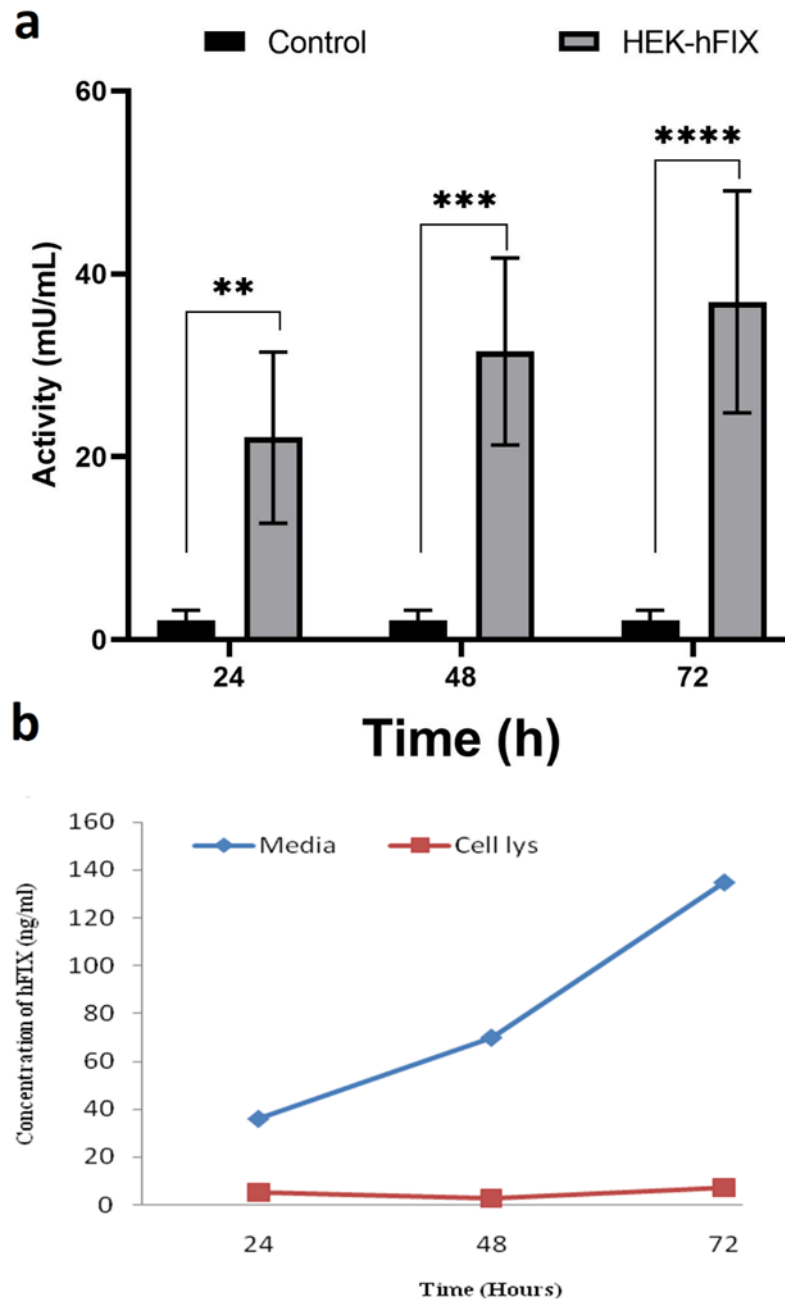 a
Control HEK-hFIX
60
40
20
0
Activity (mU/mL)
**
***
****
24 48 72
Time (h)
b
160
140
120
100
80
60
40
20
0
Concentration of hFIX (ng/ml)
Media Cell lys
24 48 72
Time (Hours)